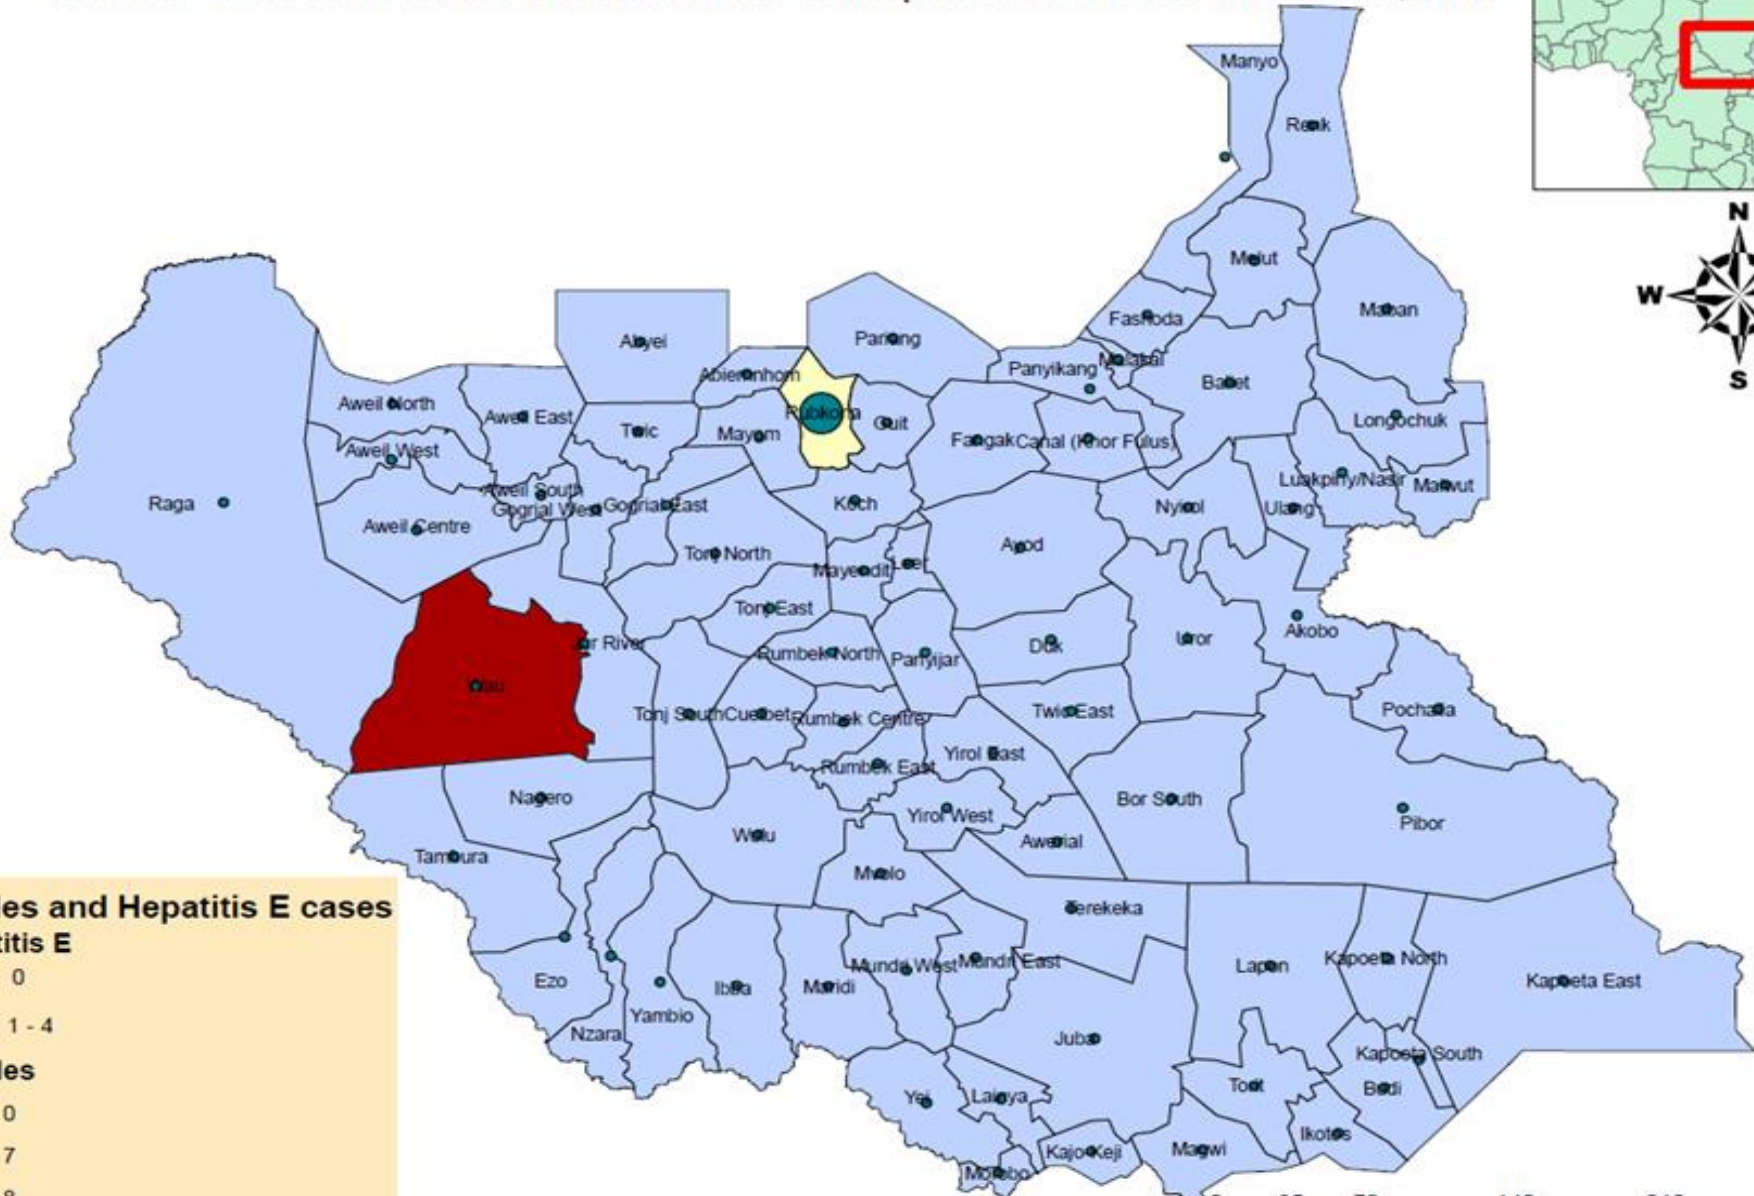 Manyo
Renk
N
Melut
W
Maban
Fashoda
Abyei
Pariang
Malakal
Panyikang
S
Abiemnhom
Baliet
Aweil North
Aweil East
Rubkona
Longochuk
Twic
Mayom
Guit
Fangak
Canal (Khor Fulus)
Aweil West
Luakpiny/Nasir
Maiwut
Aweil South
Raga
Gogrial West
Gogrial East
Koch
Nyirol
Ulang
Aweil Centre
Ayod
Tonj North
Mayendit
Leer
Tonj East
Akobo
Jur River
Duk
Uror
Rumbek North
Panyijar
Wau
Tonj South
Cueibet
Rumbek Centre
Twic East
Pochalla
Yirol East
Rumbek East
Nagero
Bor South
Yirol West
Pibor
Wulu
Awerial
Tambura
Mvolo
les and Hepatitis E cases
Terekeka
titis E
0
Mundri West
Mundri East
Lapon
Kapoeta North
Ezo
Ibba
Maridi
Kapoeta East
Yambio
1 - 4
Nzara
Juba
Kapoeta South
les
Torit
Budi
Yei
Lainya
0
Ikotos
Kajo-Keji
Magwi
7
Morobo
8